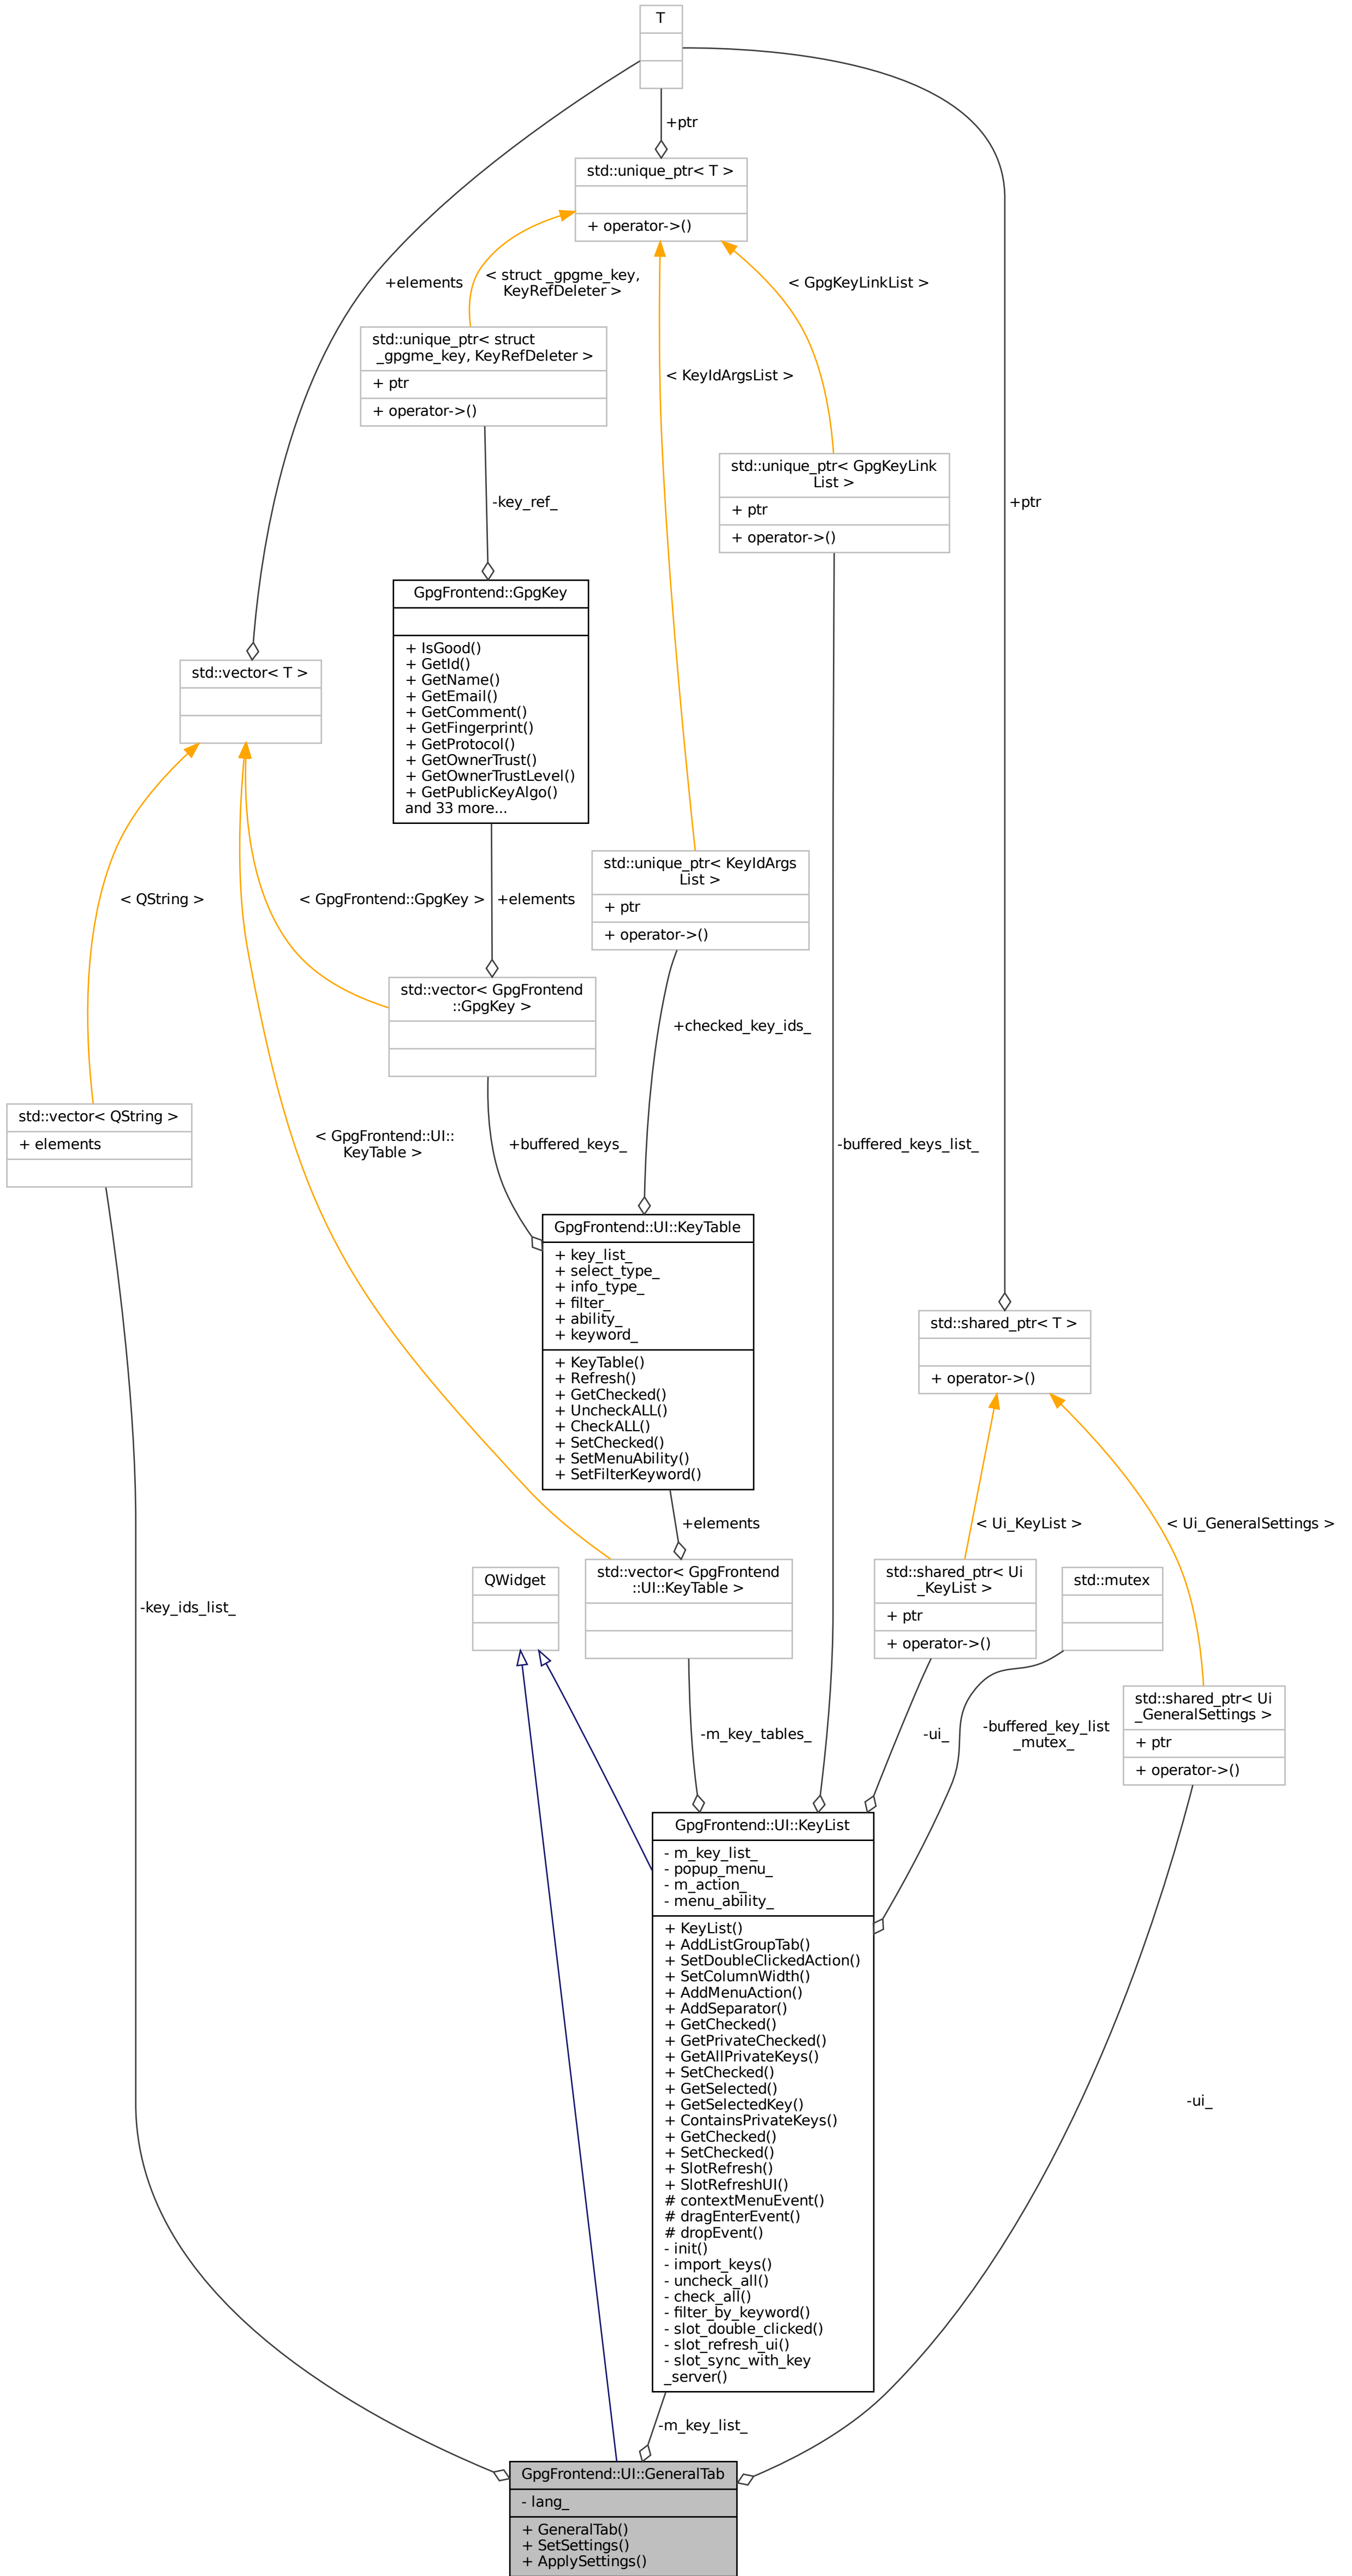 T
+ptr
std::unique_ptr< T >
+ operator->()
+elements
< struct _gpgme_key,
KeyRefDeleter >
< GpgKeyLinkList >
std::unique_ptr< struct
_gpgme_key, KeyRefDeleter >
+ ptr
+ operator->()
< KeyIdArgsList >
std::unique_ptr< GpgKeyLink
List >
+ ptr
+ operator->()
-key_ref_
+ptr
GpgFrontend::GpgKey
+ IsGood()
+ GetId()
+ GetName()
+ GetEmail()
+ GetComment()
+ GetFingerprint()
+ GetProtocol()
+ GetOwnerTrust()
+ GetOwnerTrustLevel()
+ GetPublicKeyAlgo()
and 33 more...
std::vector< T >
std::unique_ptr< KeyIdArgs
List >
+ ptr
+ operator->()
< QString >
< GpgFrontend::GpgKey >
+elements
std::vector< GpgFrontend
::GpgKey >
+checked_key_ids_
std::vector< QString >
+ elements
< GpgFrontend::UI::
KeyTable >
+buffered_keys_
-buffered_keys_list_
GpgFrontend::UI::KeyTable
+ key_list_
+ select_type_
+ info_type_
+ filter_
+ ability_
+ keyword_
+ KeyTable()
+ Refresh()
+ GetChecked()
+ UncheckALL()
+ CheckALL()
+ SetChecked()
+ SetMenuAbility()
+ SetFilterKeyword()
std::shared_ptr< T >
+ operator->()
+elements
< Ui_KeyList >
< Ui_GeneralSettings >
-key_ids_list_
QWidget
std::vector< GpgFrontend
::UI::KeyTable >
std::shared_ptr< Ui
_KeyList >
+ ptr
+ operator->()
std::mutex
std::shared_ptr< Ui
_GeneralSettings >
+ ptr
+ operator->()
-m_key_tables_
-ui_
-buffered_key_list
_mutex_
GpgFrontend::UI::KeyList
- m_key_list_
- popup_menu_
- m_action_
- menu_ability_
+ KeyList()
+ AddListGroupTab()
+ SetDoubleClickedAction()
+ SetColumnWidth()
+ AddMenuAction()
+ AddSeparator()
+ GetChecked()
+ GetPrivateChecked()
+ GetAllPrivateKeys()
+ SetChecked()
+ GetSelected()
+ GetSelectedKey()
+ ContainsPrivateKeys()
+ GetChecked()
+ SetChecked()
+ SlotRefresh()
+ SlotRefreshUI()
# contextMenuEvent()
# dragEnterEvent()
# dropEvent()
- init()
- import_keys()
- uncheck_all()
- check_all()
- filter_by_keyword()
- slot_double_clicked()
- slot_refresh_ui()
- slot_sync_with_key
_server()
-ui_
-m_key_list_
GpgFrontend::UI::GeneralTab
- lang_
+ GeneralTab()
+ SetSettings()
+ ApplySettings()